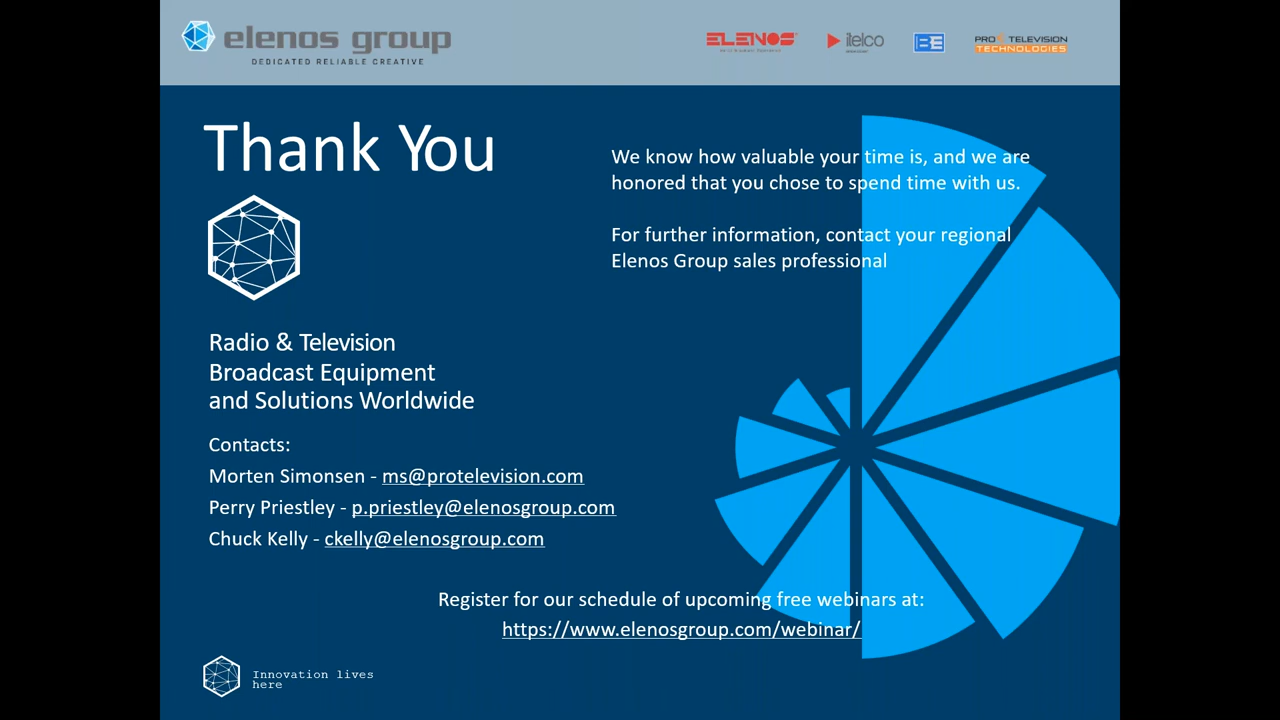 elenos group
DEDICATED RELIABLE CREATIVE
ELENOS
itelco
BE
PRO TELEVISION
TECHNOLOGIES
Thank You
We know how valuable your time is, and we are
honored that you chose to spend time with us.
For further information, contact your regional
Elenos Group sales professional
Radio & Television
Broadcast Equipment
and Solutions Worldwide
Contacts:
Morten Simonsen - ms@protelevision.com
Perry Priestley - p.priestley@elenosgroup.com
Chuck Kelly - ckelly@elenosgroup.com
Register for our schedule of upcoming free webinars at:
https://www.elenosgroup.com/webinar/
Innovation lives
here